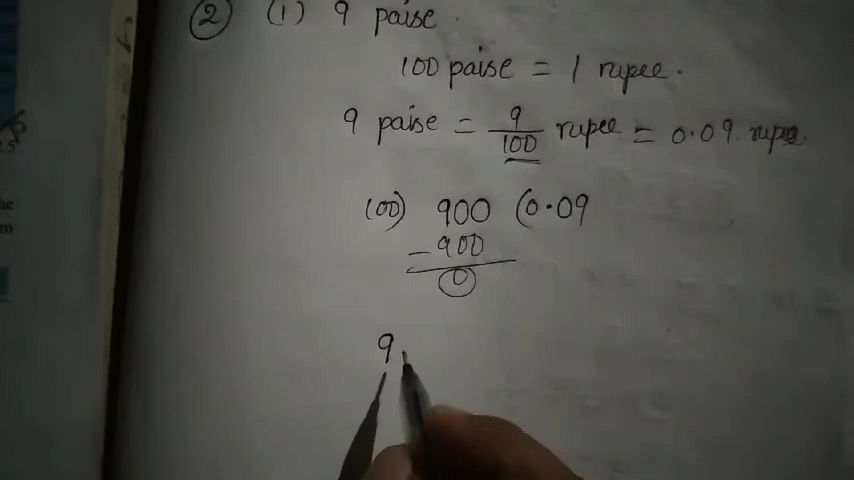 ② (1) 9 paise.
100 paise = 1 rupee.
9 paise = 9/100 rupee = 0.09 rupee.
100) 900 (0.09
- 900
0
9